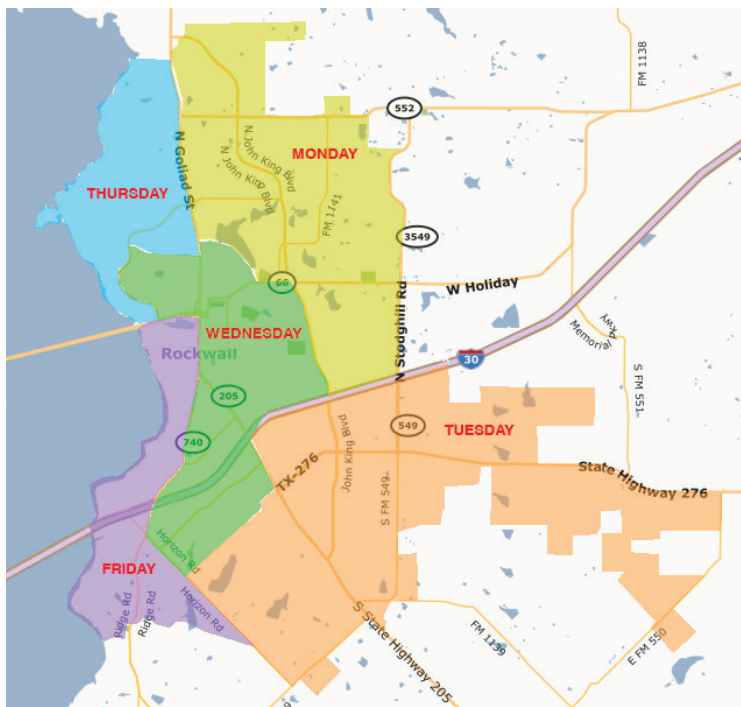 FM 1138
552
N Goliad St
N John King Blvd
N John King Blvd
MONDAY
THURSDAY
FM 1141
3549
66
W Holiday
N Stoughill Rd
WEDNESDAY
Rockwall
Memorial Pkwy
30
S FM 551
205
549
TUESDAY
740
John King Blvd
TX-276
State Highway 276
S FM 549
Horizon Rd
FRIDAY
Ridge Rd
Ridge Rd
Horizon Rd
S State Highway 205
FM 1139
E FM 550